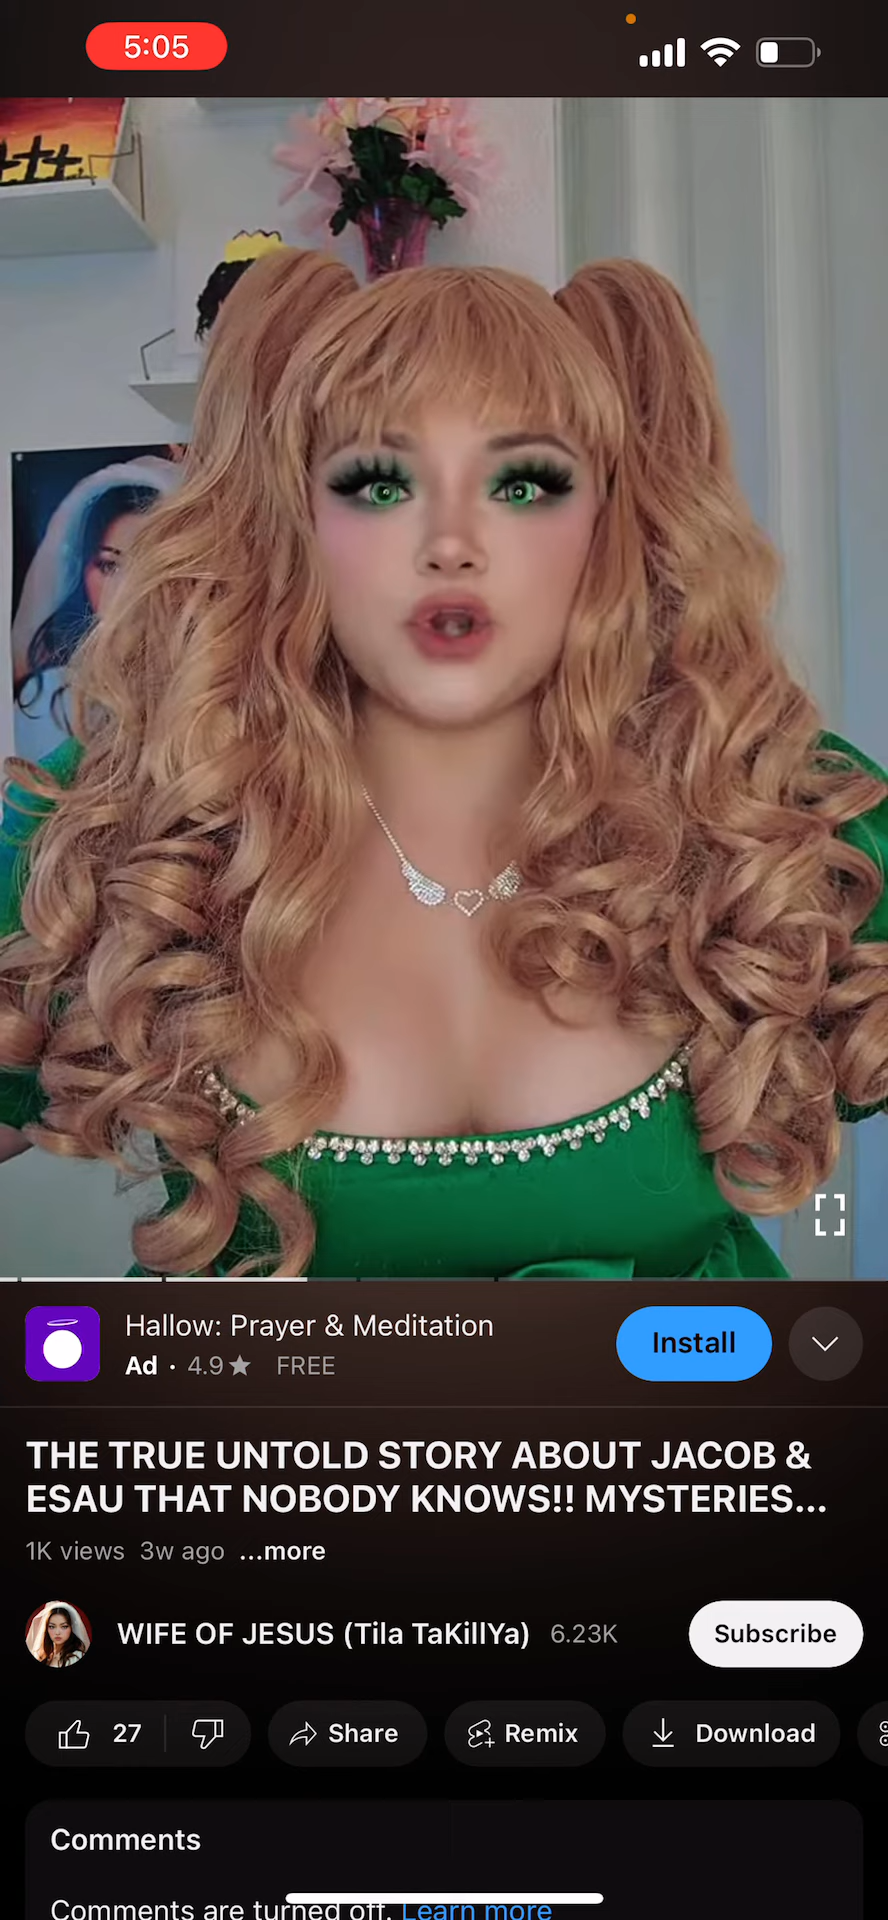 5:05
Hallow: Prayer & Meditation
Ad · 4.9★ FREE
Install
THE TRUE UNTOLD STORY ABOUT JACOB &
ESAU THAT NOBODY KNOWS!! MYSTERIES...
1K views 3w ago ...more
WIFE OF JESUS (Tila TaKillYa) 6.23K
Subscribe
27
Share
Remix
Download
Comments
Comments are turned off. Learn more